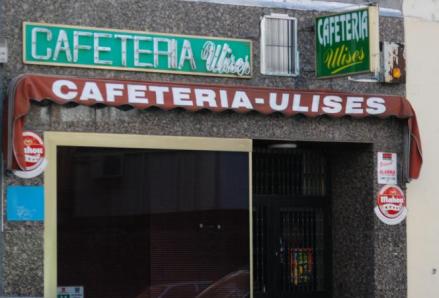 CAFETERIA Ulises
CAFETERIA
Ulises
CAFETERIA-ULISES
Mahou
Mahou